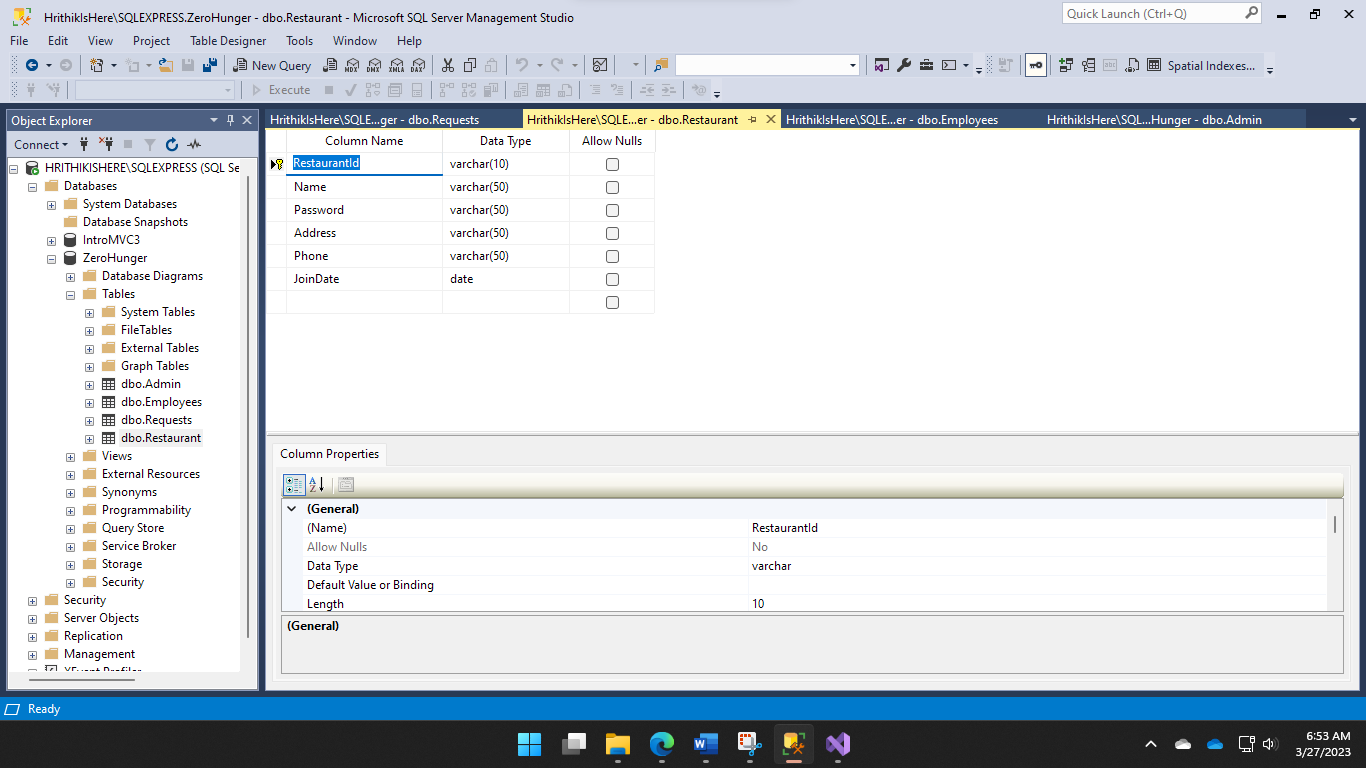 HrithikIsHere\SQLEXPRESS.ZeroHunger - dbo.Restaurant - Microsoft SQL Server Management Studio
Quick Launch (Ctrl+Q)
File Edit View Project Table Designer Tools Window Help
New Query MDX DMX XMLA DAX Spatial Indexes...
Execute
Object Explorer
Connect
HRITHIKISHERE\SQLEXPRESS (SQL Se
Databases
System Databases
Database Snapshots
IntroMVC3
ZeroHunger
Database Diagrams
Tables
System Tables
FileTables
External Tables
Graph Tables
dbo.Admin
dbo.Employees
dbo.Requests
dbo.Restaurant
Views
External Resources
Synonyms
Programmability
Query Store
Service Broker
Storage
Security
Security
Server Objects
Replication
Management
XEvent Profiler
HrithikIsHere\SQLE...ger - dbo.Requests HrithikIsHere\SQLE...er - dbo.Restaurant HrithikIsHere\SQLE...er - dbo.Employees HrithikIsHere\SQL...Hunger - dbo.Admin
Column Name Data Type Allow Nulls
RestaurantId varchar(10)
Name varchar(50)
Password varchar(50)
Address varchar(50)
Phone varchar(50)
JoinDate date
Column Properties
A Z
(General)
(Name) RestaurantId
Allow Nulls No
Data Type varchar
Default Value or Binding
Length 10
(General)
Ready
6:53 AM
3/27/2023